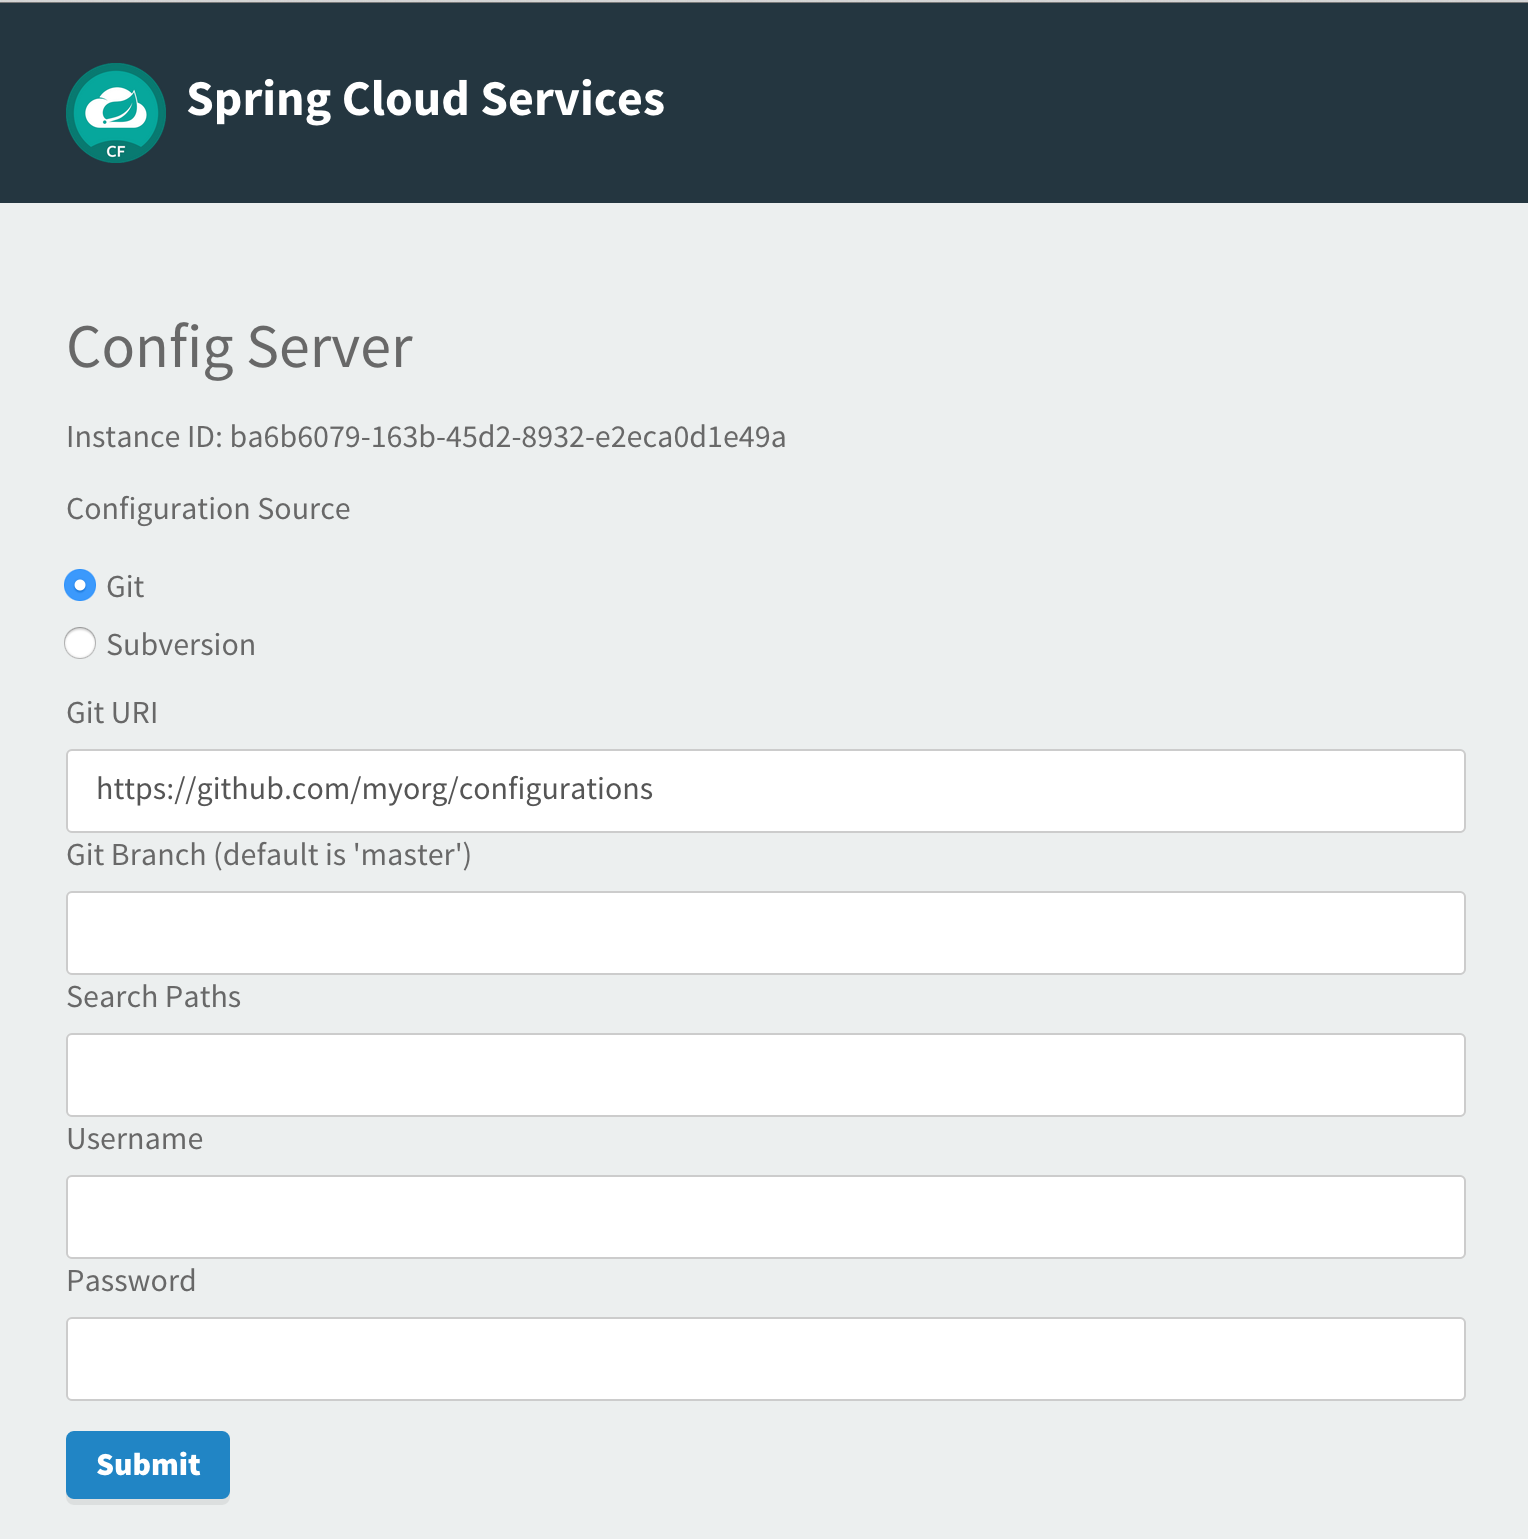 Spring Cloud Services
CF
Config Server
Instance ID: ba6b6079-163b-45d2-8932-e2eca0d1e49a
Configuration Source
Git
Subversion
Git URI
https://github.com/myorg/configurations
Git Branch (default is 'master')
Search Paths
Username
Password
Submit